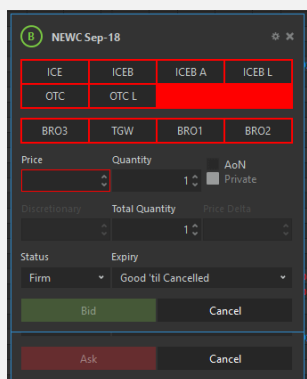 B NEWC Sep-18
ICE ICEB ICEB A ICEB L
OTC OTC L
BRO3 TGW BRO1 BRO2
Price Quantity AoN
1 Private
Discretionary Total Quantity Price Delta
1
Status Expiry
Firm Good 'til Cancelled
Bid Cancel
Ask Cancel